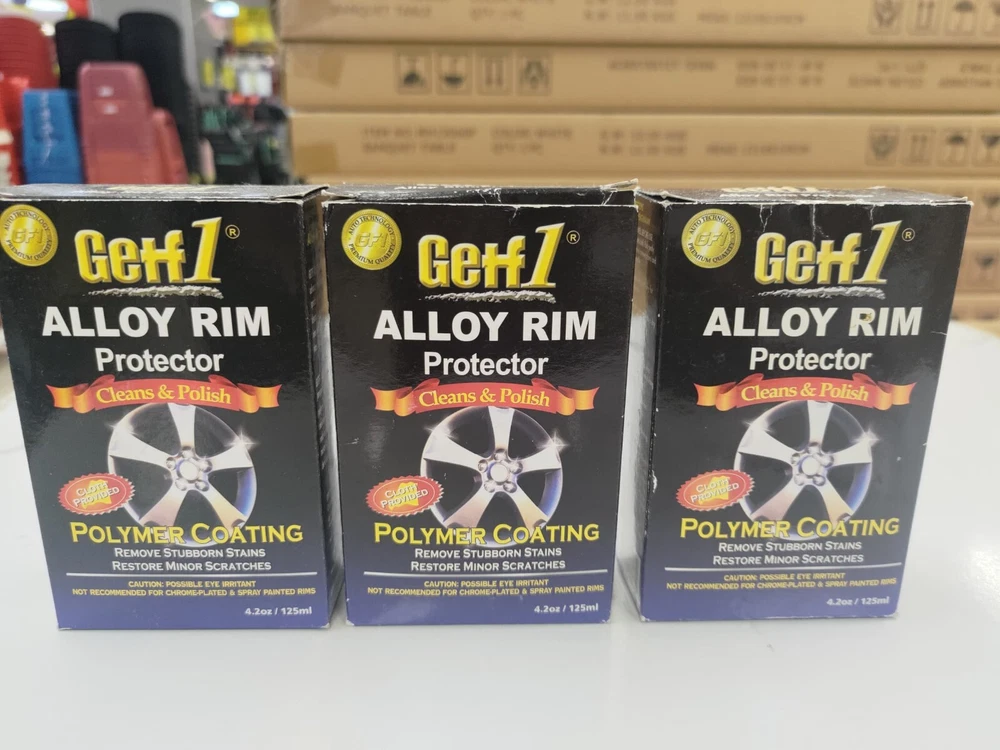 Getf1®
AUTO TECHNOLOGY
GF1
PREMIUM QUALITY
ALLOY RIM
Protector
Cleans & Polish
CLOTH
PROVIDED
POLYMER COATING
REMOVE STUBBORN STAINS
RESTORE MINOR SCRATCHES
CAUTION: POSSIBLE EYE IRRITANT
NOT RECOMMENDED FOR CHROME-PLATED & SPRAY PAINTED RIMS
4.2oz / 125ml
Getf1®
AUTO TECHNOLOGY
GF1
PREMIUM QUALITY
ALLOY RIM
Protector
Cleans & Polish
CLOTH
PROVIDED
POLYMER COATING
REMOVE STUBBORN STAINS
RESTORE MINOR SCRATCHES
CAUTION: POSSIBLE EYE IRRITANT
NOT RECOMMENDED FOR CHROME-PLATED & SPRAY PAINTED RIMS
4.2oz / 125ml
Getf1®
AUTO TECHNOLOGY
GF1
PREMIUM QUALITY
ALLOY RIM
Protector
Cleans & Polish
CLOTH
PROVIDED
POLYMER COATING
REMOVE STUBBORN STAINS
RESTORE MINOR SCRATCHES
CAUTION: POSSIBLE EYE IRRITANT
NOT RECOMMENDED FOR CHROME-PLATED & SPRAY PAINTED RIMS
4.2oz / 125ml
BANQUET TABLE